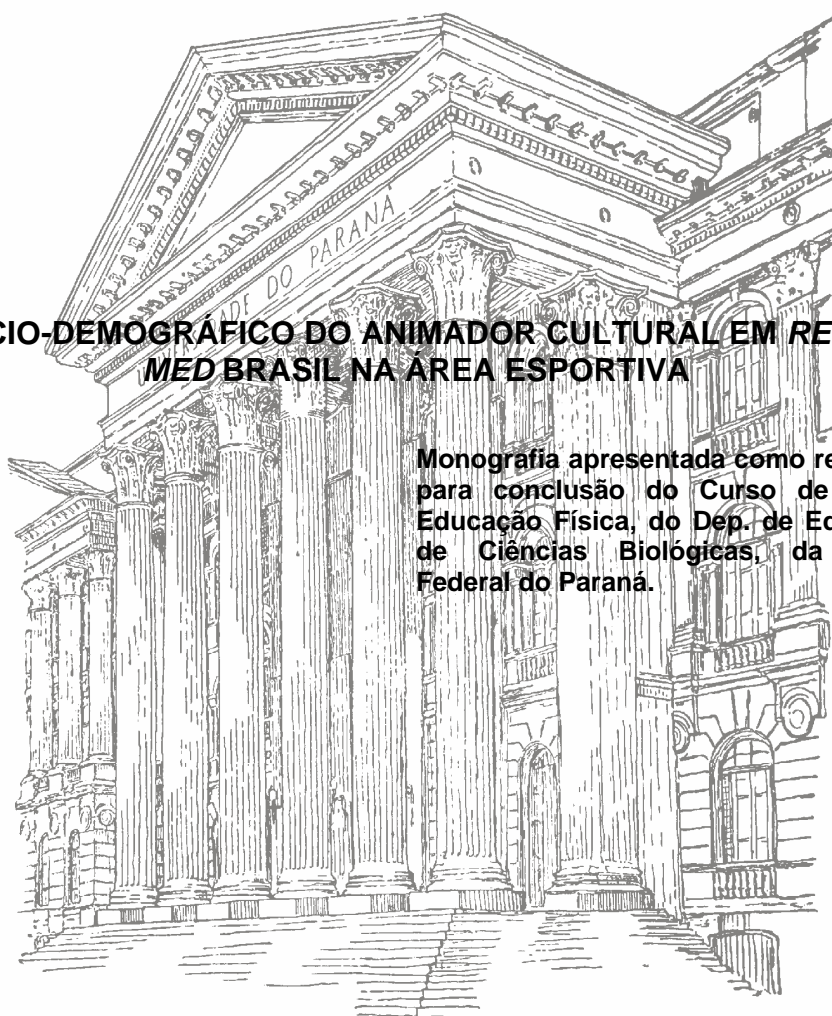 DE DO PARANÁ
CIO-DEMOGRÁFICO DO ANIMADOR CULTURAL EM RE
MED BRASIL NA ÁREA ESPORTIVA
Monografia apresentada como re
para conclusão do Curso de
Educação Física, do Dep. de Ed
de Ciências Biológicas, da
Federal do Paraná.